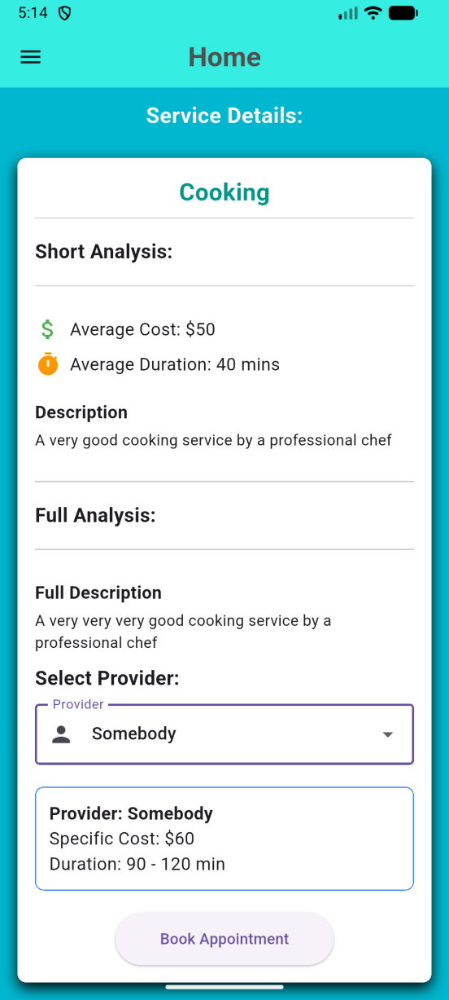 5:14
Home
Service Details:
Cooking
Short Analysis:
Average Cost: $50
Average Duration: 40 mins
Description
A very good cooking service by a professional chef
Full Analysis:
Full Description
A very very very good cooking service by a
professional chef
Select Provider:
Provider
Somebody
Provider: Somebody
Specific Cost: $60
Duration: 90 - 120 min
Book Appointment